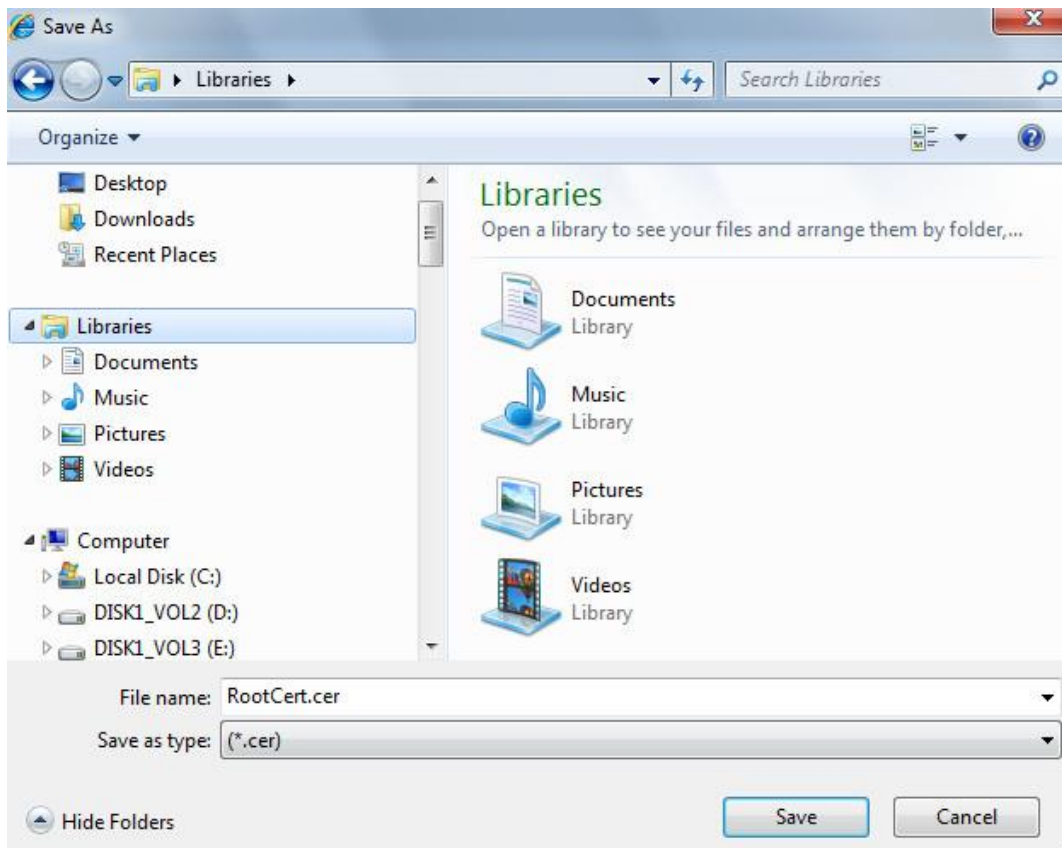 Save As
Libraries
Search Libraries
Organize
Desktop
Downloads
Recent Places
Libraries
Documents
Music
Pictures
Videos
Computer
Local Disk (C:)
DISK1_VOL2 (D:)
DISK1_VOL3 (E:)
Libraries
Open a library to see your files and arrange them by folder,...
Documents
Library
Music
Library
Pictures
Library
Videos
Library
File name: RootCert.cer
Save as type: (*.cer)
Hide Folders
Save
Cancel